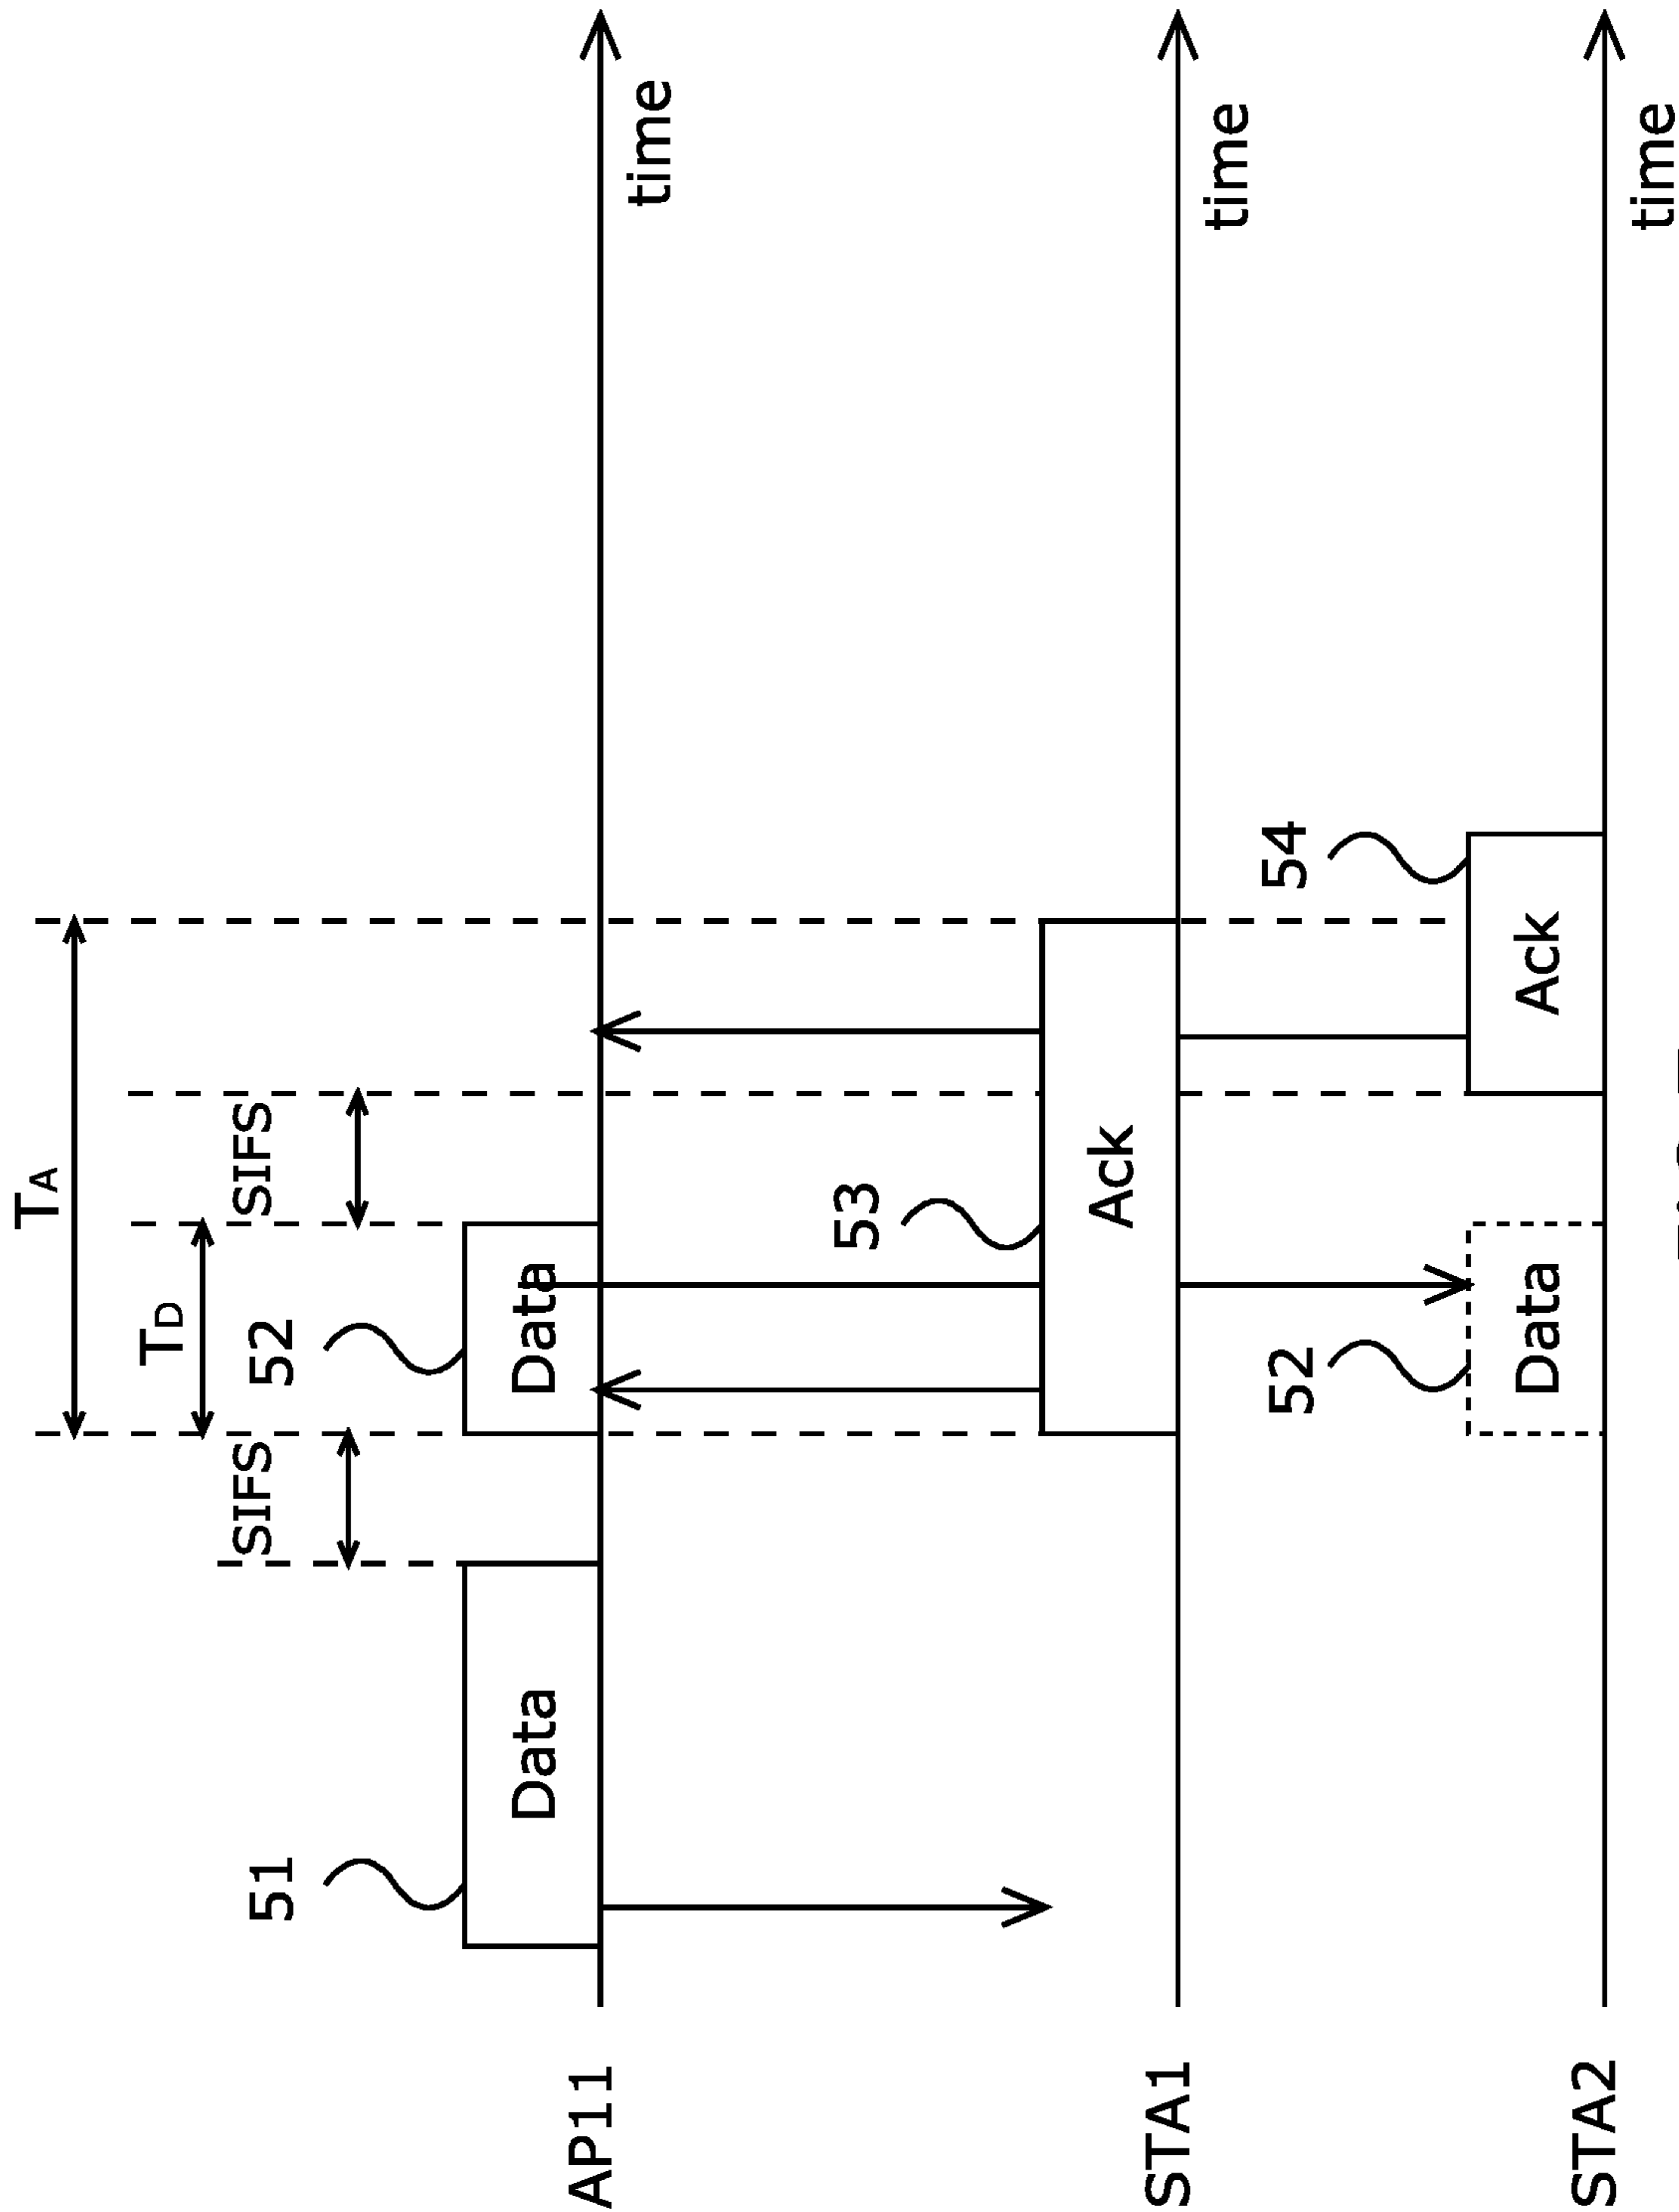 TA
TD
SIFS
SIFS
51
52
Data
Data
AP11
time
53
Ack
STA1
time
52
54
Data
Ack
STA2
time